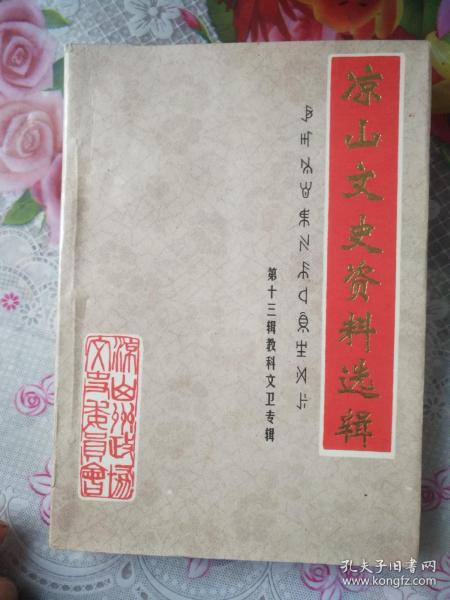 凉山文史资料选辑
第十三辑教科文卫专辑
凉山州政协
文史委员会
孔夫子旧书网
www.kongfz.com